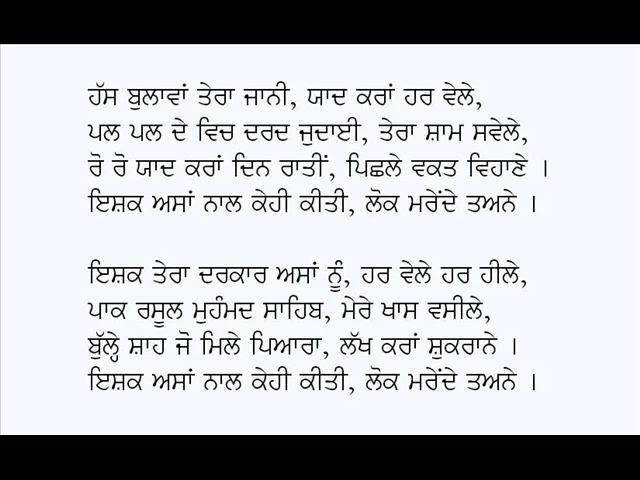 ਹੱਸ ਬੁਲਾਵਾਂ ਤੇਰਾ ਜਾਨੀ, ਯਾਦ ਕਰਾਂ ਹਰ ਵੇਲੇ,
ਪਲ ਪਲ ਦੇ ਵਿਚ ਦਰਦ ਜੁਦਾਈ, ਤੇਰਾ ਸ਼ਾਮ ਸਵੇਲੇ,
ਰੋ ਰੋ ਯਾਦ ਕਰਾਂ ਦਿਨ ਰਾਤੀਂ, ਪਿਛਲੇ ਵਕਤ ਵਿਹਾਣੇ ।
ਇਸ਼ਕ ਅਸਾਂ ਨਾਲ ਕੇਹੀ ਕੀਤੀ, ਲੋਕ ਮਰੇਂਦੇ ਤਅਨੇ ।
ਇਸ਼ਕ ਤੇਰਾ ਦਰਕਾਰ ਅਸਾਂ ਨੂੰ, ਹਰ ਵੇਲੇ ਹਰ ਹੀਲੇ,
ਪਾਕ ਰਸੂਲ ਮੁਹੰਮਦ ਸਾਹਿਬ, ਮੇਰੇ ਖਾਸ ਵਸੀਲੇ,
ਬੁੱਲ੍ਹੇ ਸ਼ਾਹ ਜੋ ਮਿਲੇ ਪਿਆਰਾ, ਲੱਖ ਕਰਾਂ ਸ਼ੁਕਰਾਨੇ ।
ਇਸ਼ਕ ਅਸਾਂ ਨਾਲ ਕੇਹੀ ਕੀਤੀ, ਲੋਕ ਮਰੇਂਦੇ ਤਅਨੇ ।